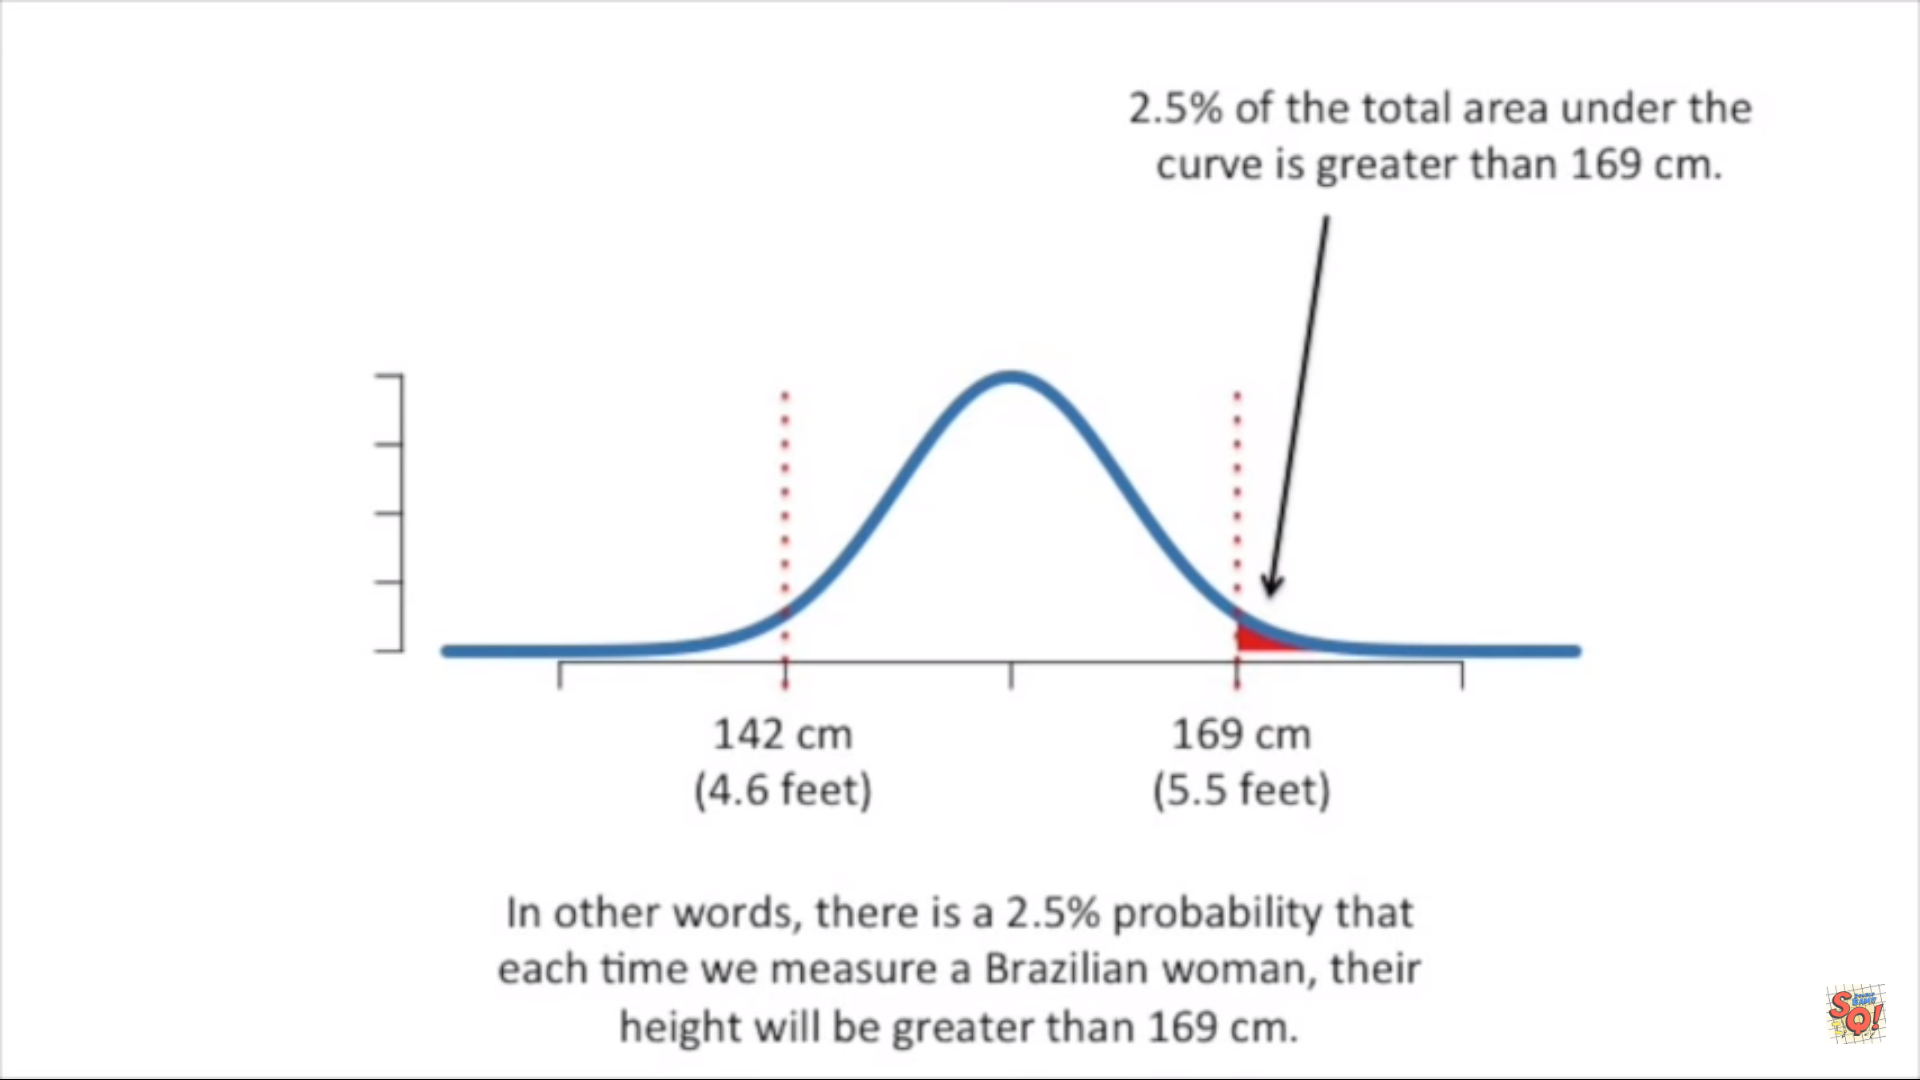 2.5% of the total area under the
curve is greater than 169 cm.
142 cm
(4.6 feet)
169 cm
(5.5 feet)
In other words, there is a 2.5% probability that
each time we measure a Brazilian woman, their
height will be greater than 169 cm.
SQ!